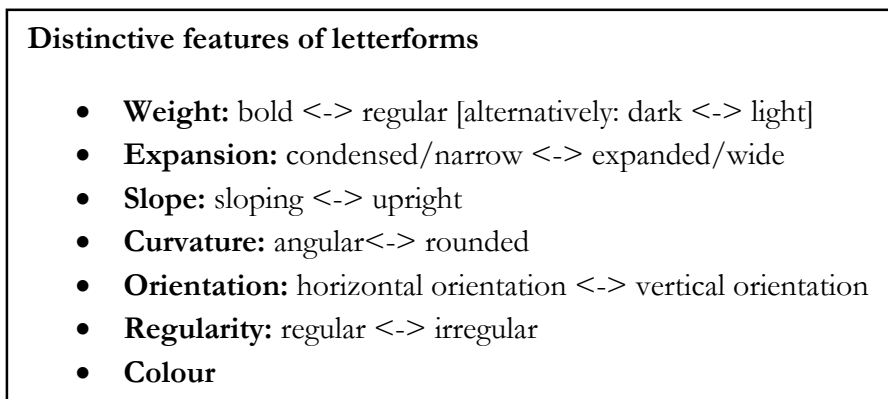 Distinctive features of letterforms
• Weight: bold <-> regular [alternatively: dark <-> light]
• Expansion: condensed/narrow <-> expanded/wide
• Slope: sloping <-> upright
• Curvature: angular<-> rounded
• Orientation: horizontal orientation <-> vertical orientation
• Regularity: regular <-> irregular
• Colour